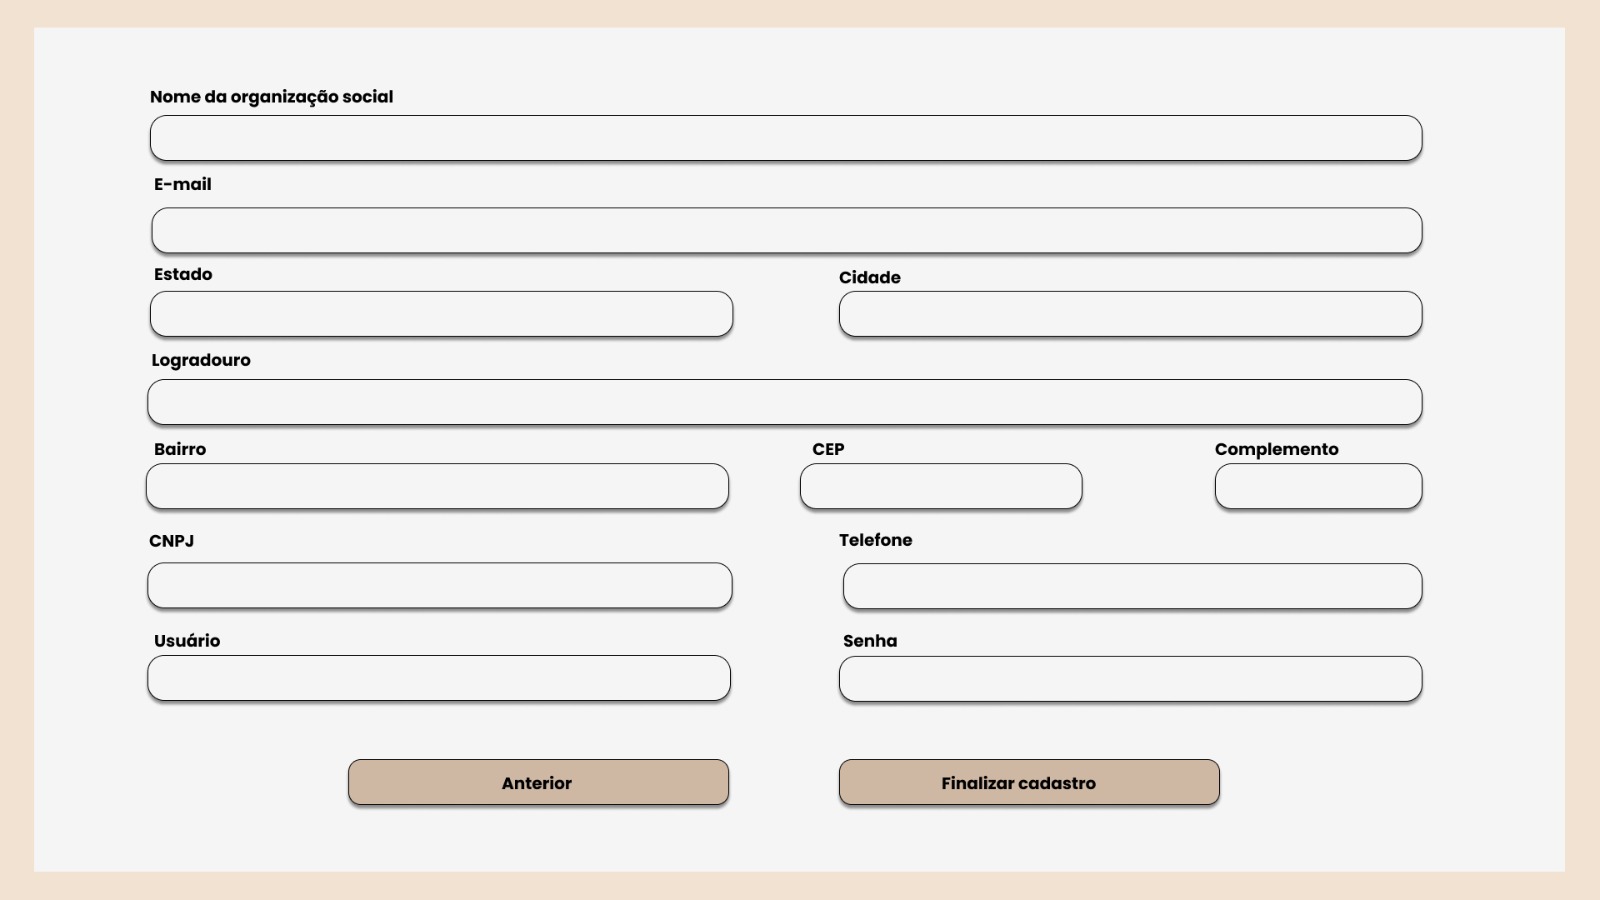 Nome da organização social
E-mail
Estado
Cidade
Logradouro
Bairro
CEP
Complemento
CNPJ
Telefone
Usuário
Senha
Anterior
Finalizar cadastro